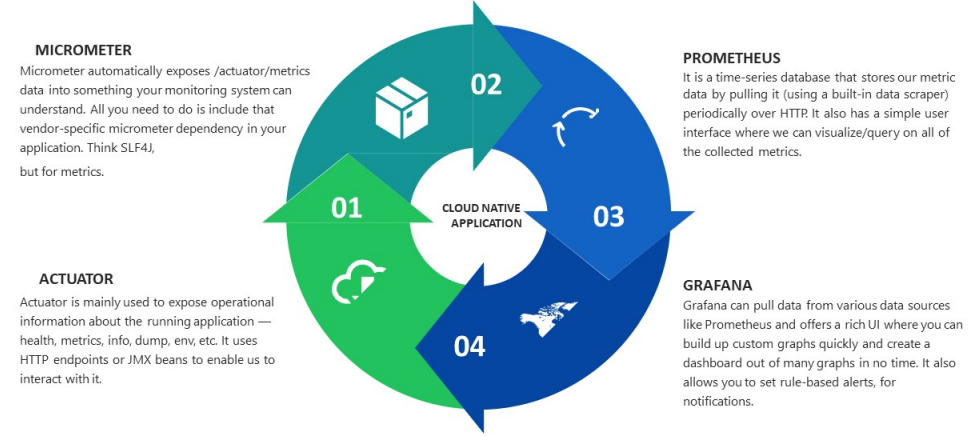 MICROMETER
Micrometer automatically exposes /actuator/metrics
data into something your monitoring system can
understand. All you need to do is include that
vendor-specific micrometer dependency in your
application. Think SLF4J,
but for metrics.
ACTUATOR
Actuator is mainly used to expose operational
information about the running application —
health, metrics, info, dump, env, etc. It uses
HTTP endpoints or JMX beans to enable us to
interact with it.
02
01
CLOUD NATIVE
APPLICATION
03
04
PROMETHEUS
It is a time-series database that stores our metric
data by pulling it (using a built-in data scraper)
periodically over HTTP. It also has a simple user
interface where we can visualize/query on all of
the collected metrics.
GRAFANA
Grafana can pull data from various data sources
like Prometheus and offers a rich UI where you can
build up custom graphs quickly and create a
dashboard out of many graphs in no time. It also
allows you to set rule-based alerts, for
notifications.